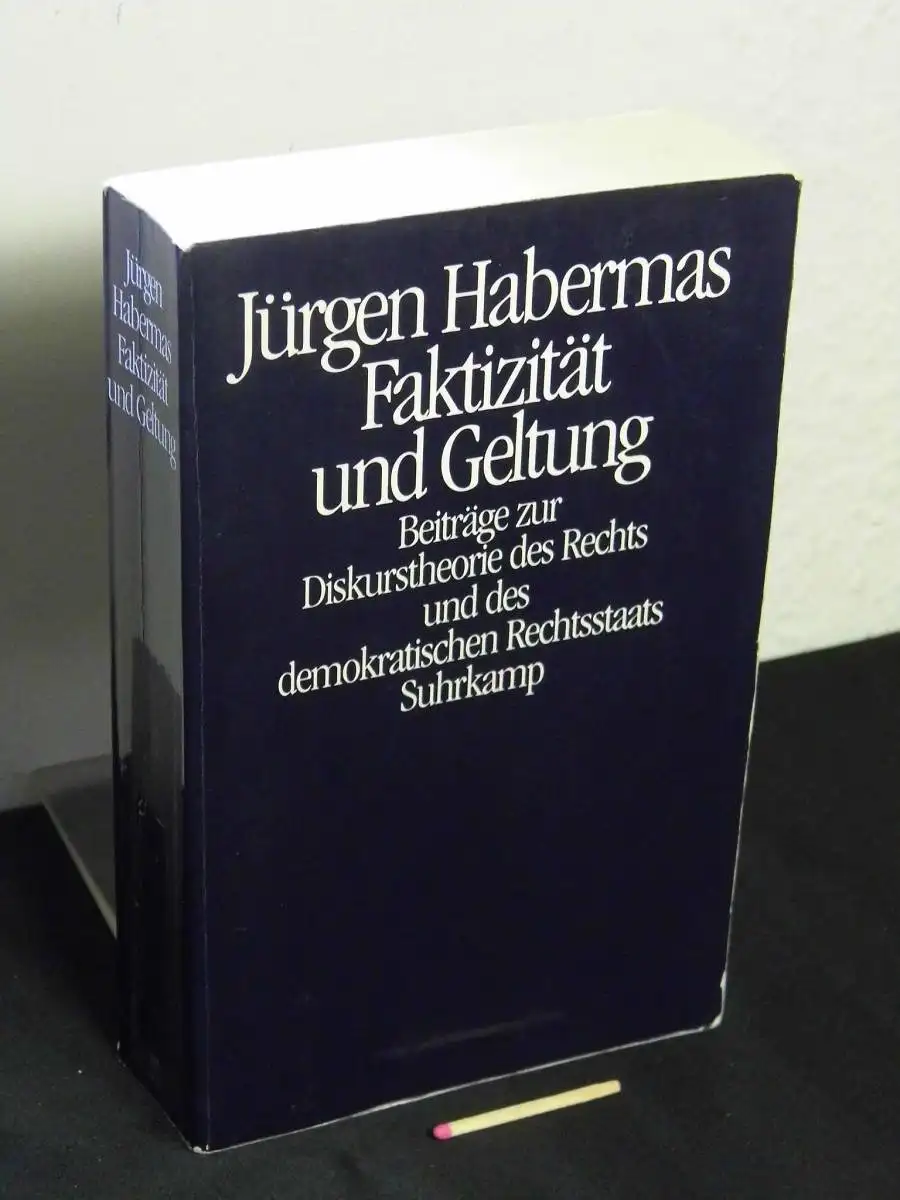 Jürgen
Habermas
Faktizität
und Geltung
Jürgen Habermas
Faktizität
und Geltung
Beiträge zur
Diskurstheorie des Rechts
und des
demokratischen Rechtsstaats
Suhrkamp